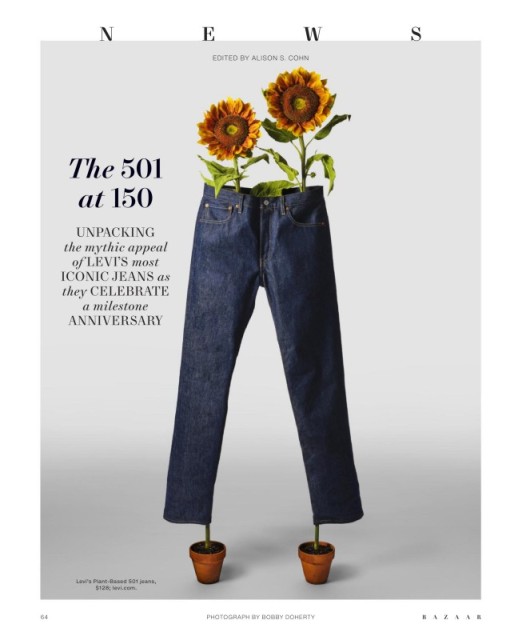 N E W S
EDITED BY ALISON S. COHN
The 501
at 150
UNPACKING
the mythic appeal
of LEVI'S most
ICONIC JEANS as
they CELEBRATE
a milestone
ANNIVERSARY
Levi's Plant-Based 501 jeans,
$128; levi.com.
64
PHOTOGRAPH BY BOBBY DOHERTY
BAZAAR